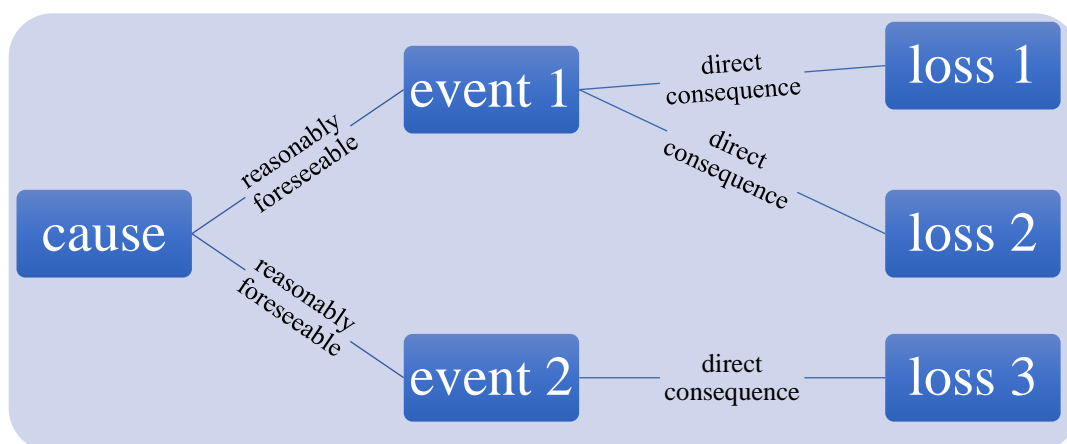 cause
reasonably
foreseeable
event 1
direct
consequence
loss 1
direct
consequence
loss 2
reasonably
foreseeable
event 2
direct
consequence
loss 3